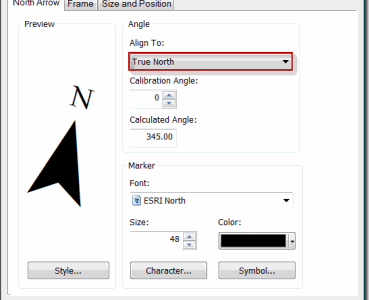 North Arrow Frame Size and Position
Preview
N
Style...
Angle
Align To:
True North
Calibration Angle:
0
Calculated Angle:
345.00
Marker
Font:
ESRI North
Size: Color:
48
Character... Symbol...